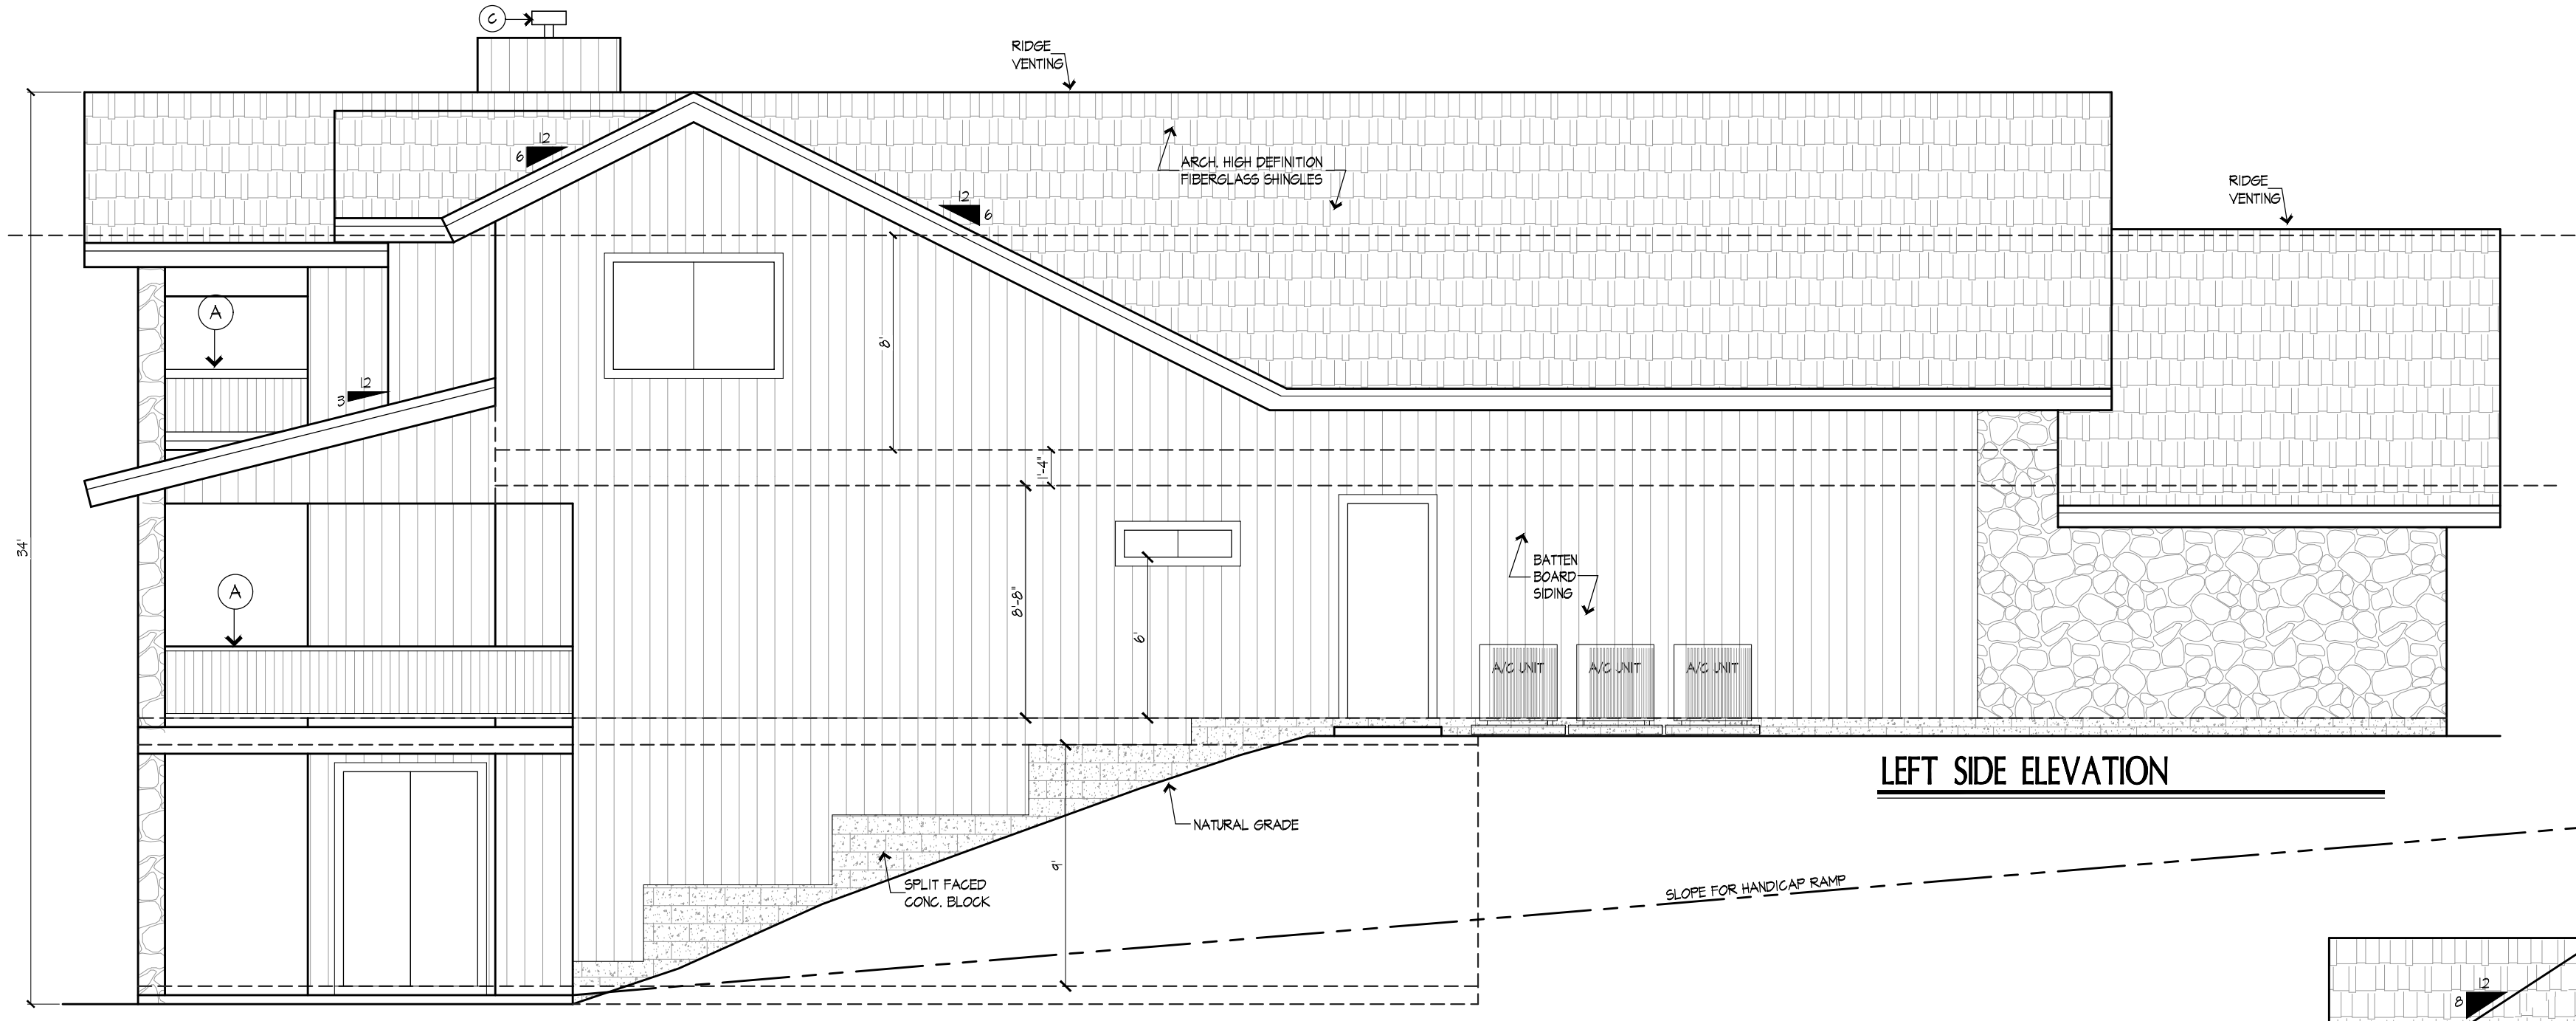 C
RIDGE
VENTING
12
6
ARCH. HIGH DEFINITION
FIBERGLASS SHINGLES
12
6
RIDGE
VENTING
A
8'
12
3
1'-4"
34'
A
8'-8"
6'
BATTEN
BOARD
SIDING
A/C UNIT
A/C UNIT
A/C UNIT
LEFT SIDE ELEVATION
NATURAL GRADE
9'
SPLIT FACED
CONC. BLOCK
SLOPE FOR HANDICAP RAMP
12
8